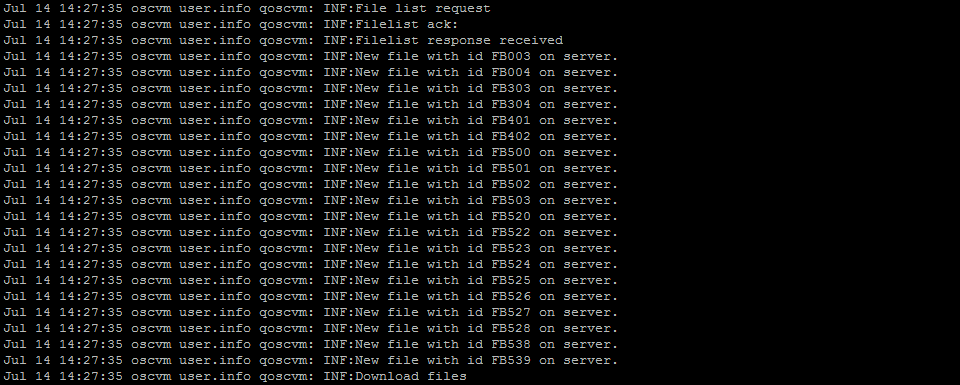 Jul 14 14:27:35 oscvm user.info qoscvm: INF:File list request
Jul 14 14:27:35 oscvm user.info qoscvm: INF:Filelist ack:
Jul 14 14:27:35 oscvm user.info qoscvm: INF:Filelist response received
Jul 14 14:27:35 oscvm user.info qoscvm: INF:New file with id FB003 on server.
Jul 14 14:27:35 oscvm user.info qoscvm: INF:New file with id FB004 on server.
Jul 14 14:27:35 oscvm user.info qoscvm: INF:New file with id FB303 on server.
Jul 14 14:27:35 oscvm user.info qoscvm: INF:New file with id FB304 on server.
Jul 14 14:27:35 oscvm user.info qoscvm: INF:New file with id FB401 on server.
Jul 14 14:27:35 oscvm user.info qoscvm: INF:New file with id FB402 on server.
Jul 14 14:27:35 oscvm user.info qoscvm: INF:New file with id FB500 on server.
Jul 14 14:27:35 oscvm user.info qoscvm: INF:New file with id FB501 on server.
Jul 14 14:27:35 oscvm user.info qoscvm: INF:New file with id FB502 on server.
Jul 14 14:27:35 oscvm user.info qoscvm: INF:New file with id FB503 on server.
Jul 14 14:27:35 oscvm user.info qoscvm: INF:New file with id FB520 on server.
Jul 14 14:27:35 oscvm user.info qoscvm: INF:New file with id FB522 on server.
Jul 14 14:27:35 oscvm user.info qoscvm: INF:New file with id FB523 on server.
Jul 14 14:27:35 oscvm user.info qoscvm: INF:New file with id FB524 on server.
Jul 14 14:27:35 oscvm user.info qoscvm: INF:New file with id FB525 on server.
Jul 14 14:27:35 oscvm user.info qoscvm: INF:New file with id FB526 on server.
Jul 14 14:27:35 oscvm user.info qoscvm: INF:New file with id FB527 on server.
Jul 14 14:27:35 oscvm user.info qoscvm: INF:New file with id FB528 on server.
Jul 14 14:27:35 oscvm user.info qoscvm: INF:New file with id FB538 on server.
Jul 14 14:27:35 oscvm user.info qoscvm: INF:New file with id FB539 on server.
Jul 14 14:27:35 oscvm user.info qoscvm: INF:Download files